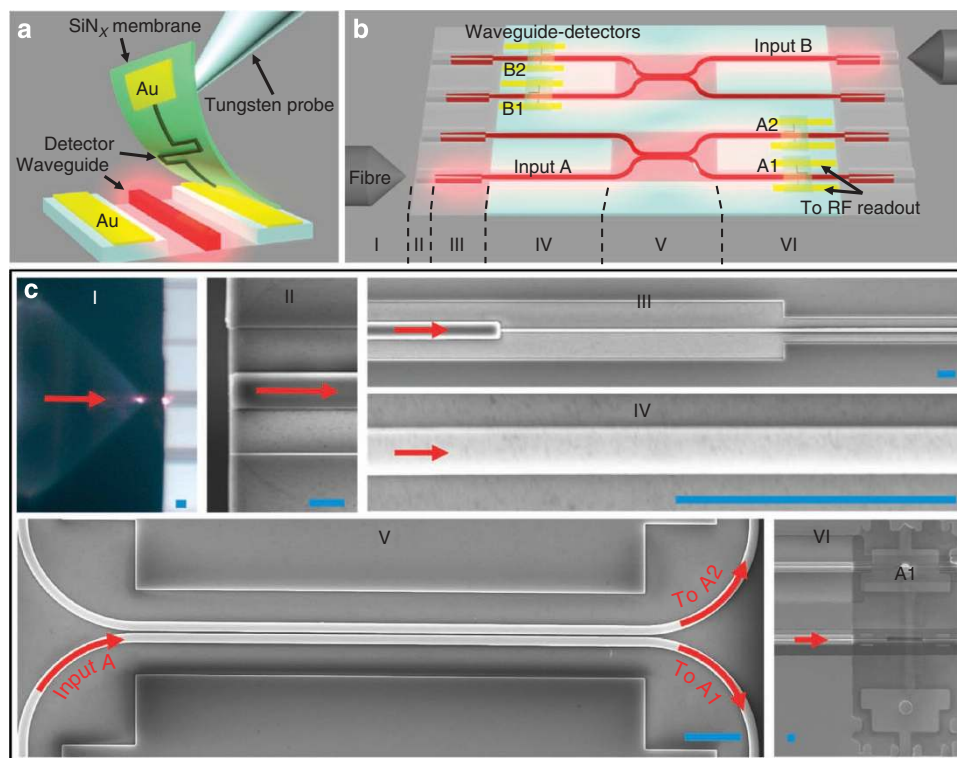 a
SiNX membrane
Au
Tungsten probe
Detector
Waveguide
Au
b
Waveguide-detectors
Input B
B2
B1
A2
Input A
A1
Fibre
To RF readout
I
II
III
IV
V
VI
c
I
II
III
IV
V
Input A
To A2
To A1
VI
A1